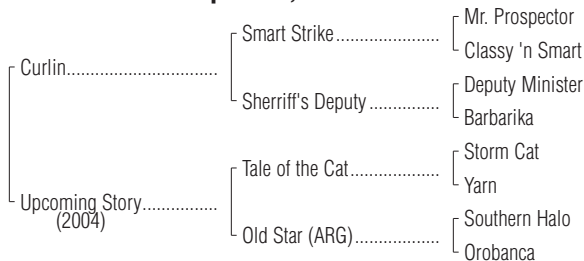 Mr. Prospector
Smart Strike....................
Classy 'n Smart
Curlin.............................
Deputy Minister
Sherriff's Deputy..............
Barbarika
Storm Cat
Tale of the Cat.................
Yarn
Upcoming Story..............
(2004)
Southern Halo
Old Star (ARG)................
Orobanca